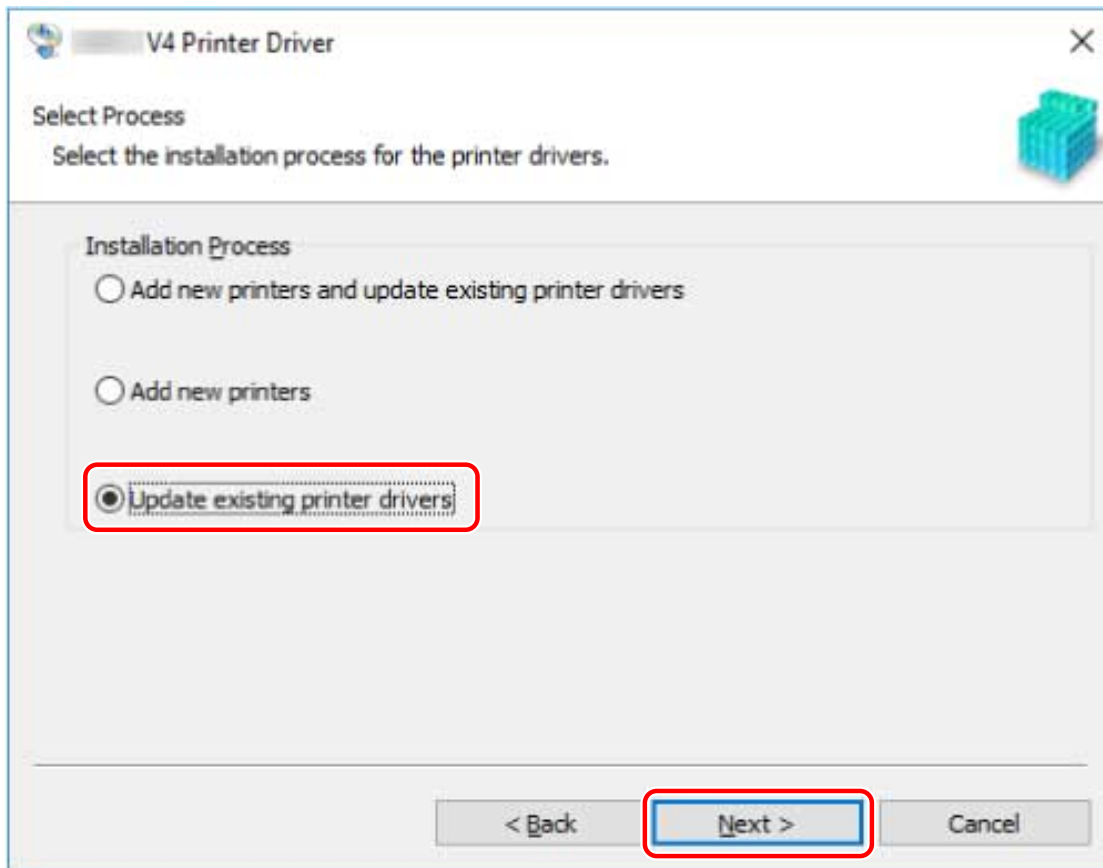 V4 Printer Driver
Select Process
Select the installation process for the printer drivers.
Installation Process
Add new printers and update existing printer drivers
Add new printers
Update existing printer drivers
< Back
Next >
Cancel